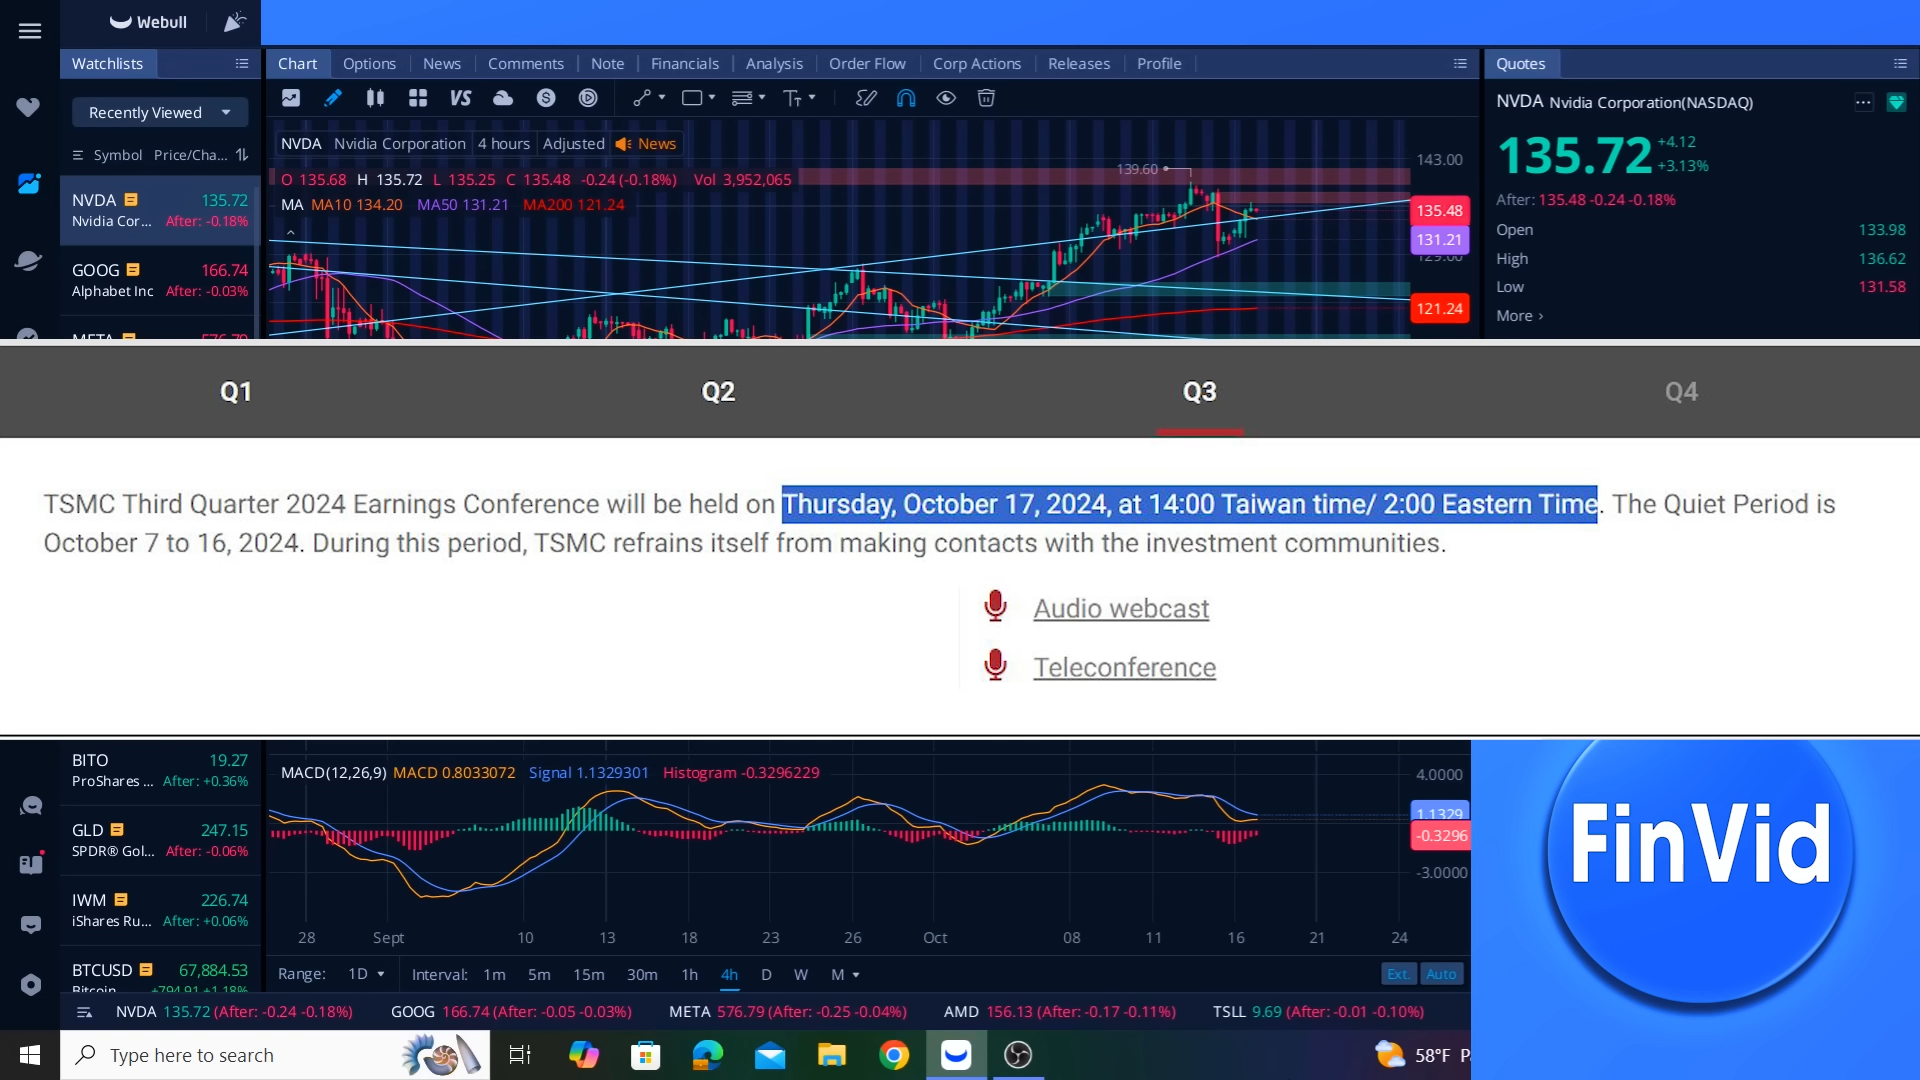 Webull
Watchlists
Chart Options News Comments Note Financials Analysis Order Flow Corp Actions Releases Profile
Quotes
Recently Viewed
Symbol Price/Cha...
NVDA 135.72
Nvidia Cor... After: -0.18%
GOOG 166.74
Alphabet Inc After: -0.03%
META 576.79
VS
S
NVDA Nvidia Corporation 4 hours Adjusted News
O 135.68 H 135.72 L 135.25 C 135.48 -0.24 (-0.18%) Vol 3,952,065
MA MA10 134.20 MA50 131.21 MA200 121.24
139.60
143.00
135.48
131.21
129.00
121.24
NVDA Nvidia Corporation(NASDAQ)
135.72 +4.12
+3.13%
After: 135.48 -0.24 -0.18%
Open 133.98
High 136.62
Low 131.58
More ›
Q1 Q2 Q3 Q4
TSMC Third Quarter 2024 Earnings Conference will be held on Thursday, October 17, 2024, at 14:00 Taiwan time/ 2:00 Eastern Time. The Quiet Period is
October 7 to 16, 2024. During this period, TSMC refrains itself from making contacts with the investment communities.
Audio webcast
Teleconference
BITO 19.27
ProShares ... After: +0.36%
GLD 247.15
SPDR® Gol... After: -0.06%
IWM 226.74
iShares Ru... After: +0.06%
BTCUSD 67,884.53
Bitcoin +794.91 +1.18%
MACD(12,26,9) MACD 0.8033072 Signal 1.1329301 Histogram -0.3296229
4.0000
1.1329
-0.3296
-3.0000
28 Sept 10 13 18 23 26 Oct 08 11 16 21 24
Range: 1D Interval: 1m 5m 15m 30m 1h 4h D W M Ext. Auto
NVDA 135.72 (After: -0.24 -0.18%) GOOG 166.74 (After: -0.05 -0.03%) META 576.79 (After: -0.25 -0.04%) AMD 156.13 (After: -0.17 -0.11%) TSLL 9.69 (After: -0.01 -0.10%)
FinVid
Type here to search
58°F